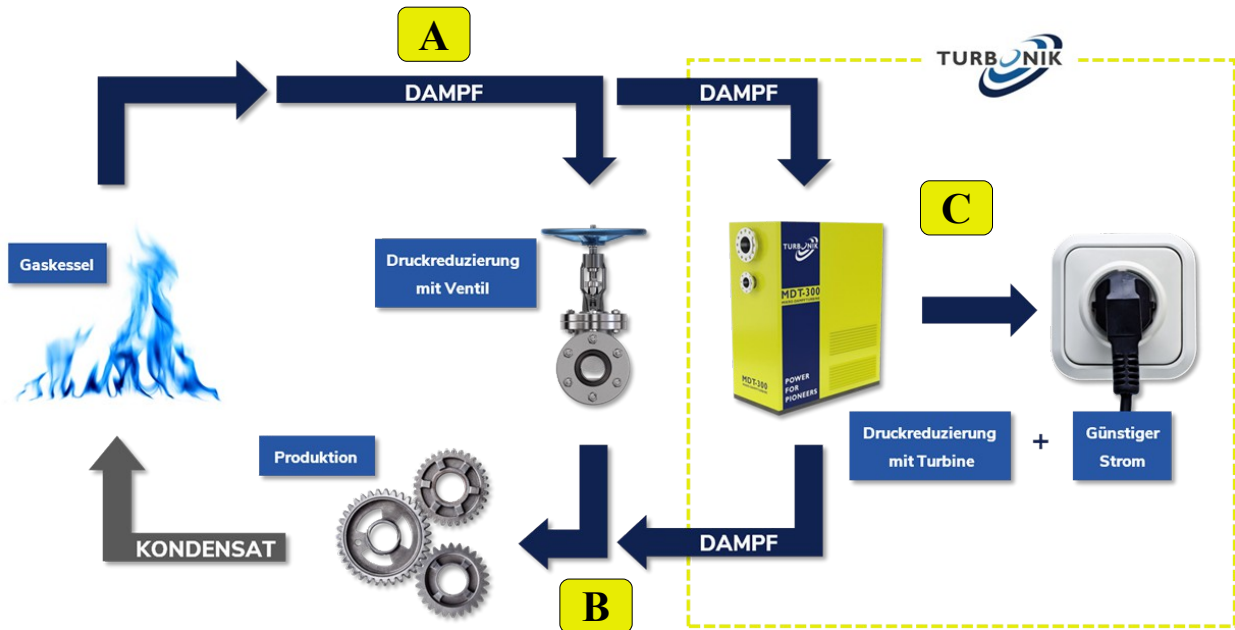 A
TURBONIK
DAMPF
DAMPF
C
Gaskessel
Druckreduzierung
mit Ventil
TURBONIK
MDT-300
MDT-300
POWER
FOR
PIONEERS
Druckreduzierung
mit Turbine
+
Günstiger
Strom
Produktion
KONDENSAT
DAMPF
B